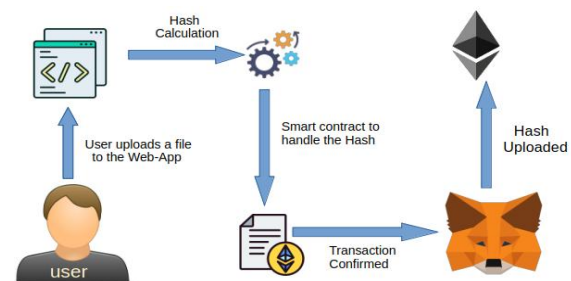 Hash
Calculation
</>
User uploads a file
to the Web-App
user
Smart contract to
handle the Hash
Transaction
Confirmed
Hash
Uploaded